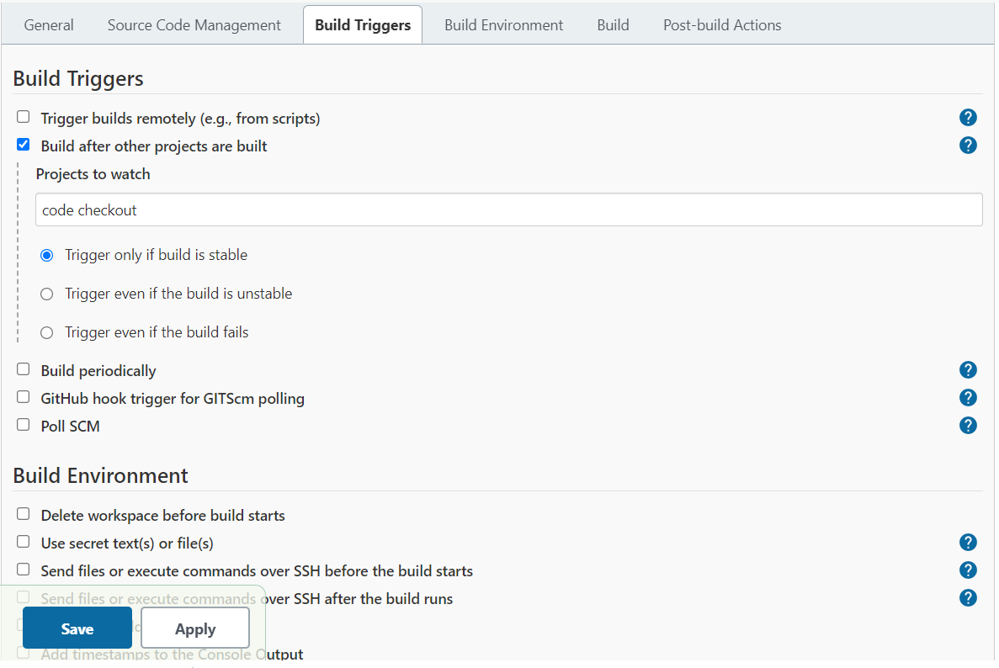 General Source Code Management Build Triggers Build Environment Build Post-build Actions
Build Triggers
Trigger builds remotely (e.g., from scripts) ?
Build after other projects are built ?
Projects to watch
code checkout
Trigger only if build is stable
Trigger even if the build is unstable
Trigger even if the build fails
Build periodically ?
GitHub hook trigger for GITScm polling ?
Poll SCM ?
Build Environment
Delete workspace before build starts
Use secret text(s) or file(s) ?
Send files or execute commands over SSH before the build starts ?
Send files or execute commands over SSH after the build runs ?
Save Apply
Add timestamps to the Console Output